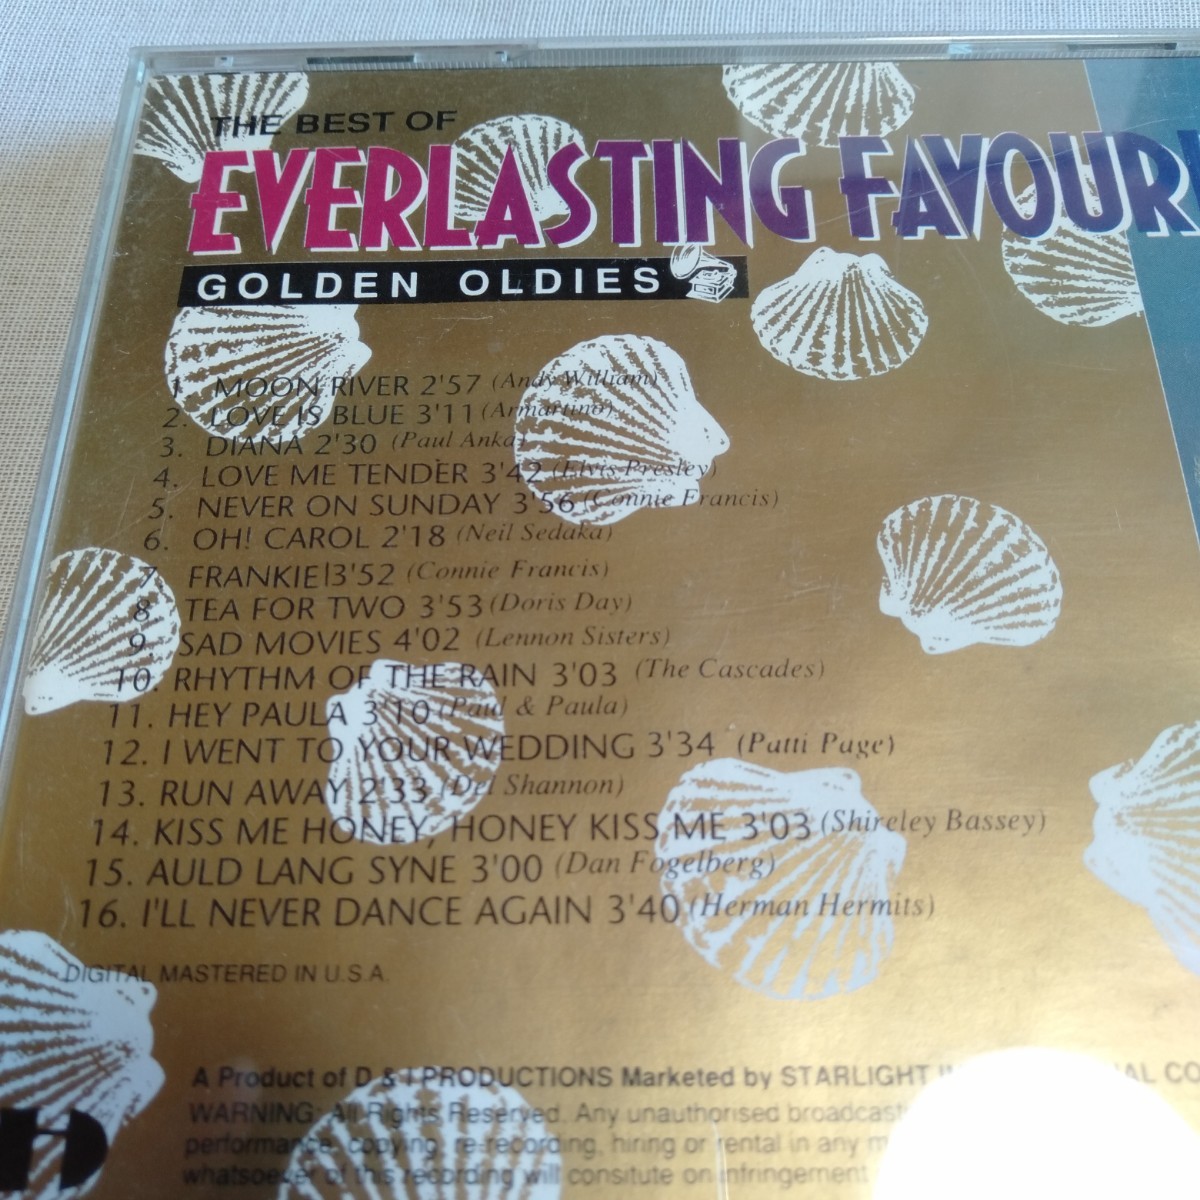 THE BEST OF
EVERLASTING FAVOUR
GOLDEN OLDIES
1. MOON RIVER 2'57 (Andy William)
2. LOVE IS BLUE 3'11 (Armartino)
3. DIANA 2'30 (Paul Anka)
4. LOVE ME TENDER 3'42 (Elvis Presley)
5. NEVER ON SUNDAY 3'56 (Connie Francis)
6. OH! CAROL 2'18 (Neil Sedaka)
7. FRANKIE 3'52 (Connie Francis)
8. TEA FOR TWO 3'53 (Doris Day)
9. SAD MOVIES 4'02 (Lennon Sisters)
10. RHYTHM OF THE RAIN 3'03 (The Cascades)
11. HEY PAULA 3'10 & Paula)
12. I WENT TO YOUR WEDDING 3'34 (Patti Page)
13. RUN AWAY 2'33 (Del Shannon)
14. KISS ME HONEY, HONEY KISS ME 3'03 (Shireley Bassey)
15. AULD LANG SYNE 3'00 (Dan Fogelberg)
16. I'LL NEVER DANCE AGAIN 3'40 (Herman Hermits)
DIGITAL MASTERED IN U.S.A.
A Product of D & I PRODUCTIONS Marketed by STARLIGHT CO
WARNING: All Rights Reserved. Any unauthorised
performance, copying, re-recording, hiring or rental in any
whatsoever of this recording will consitute on infringement